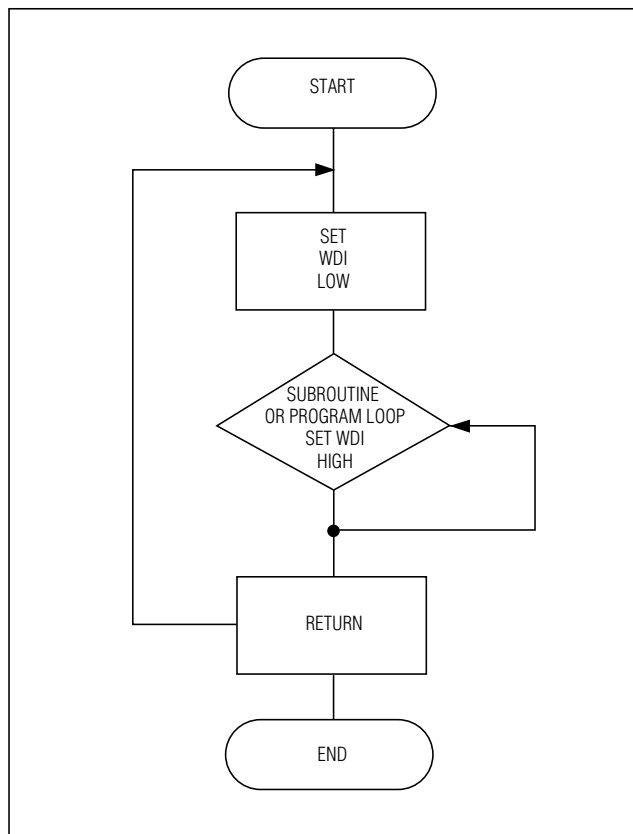 START
SET
WDI
LOW
SUBROUTINE
OR PROGRAM LOOP
SET WDI
HIGH
RETURN
END